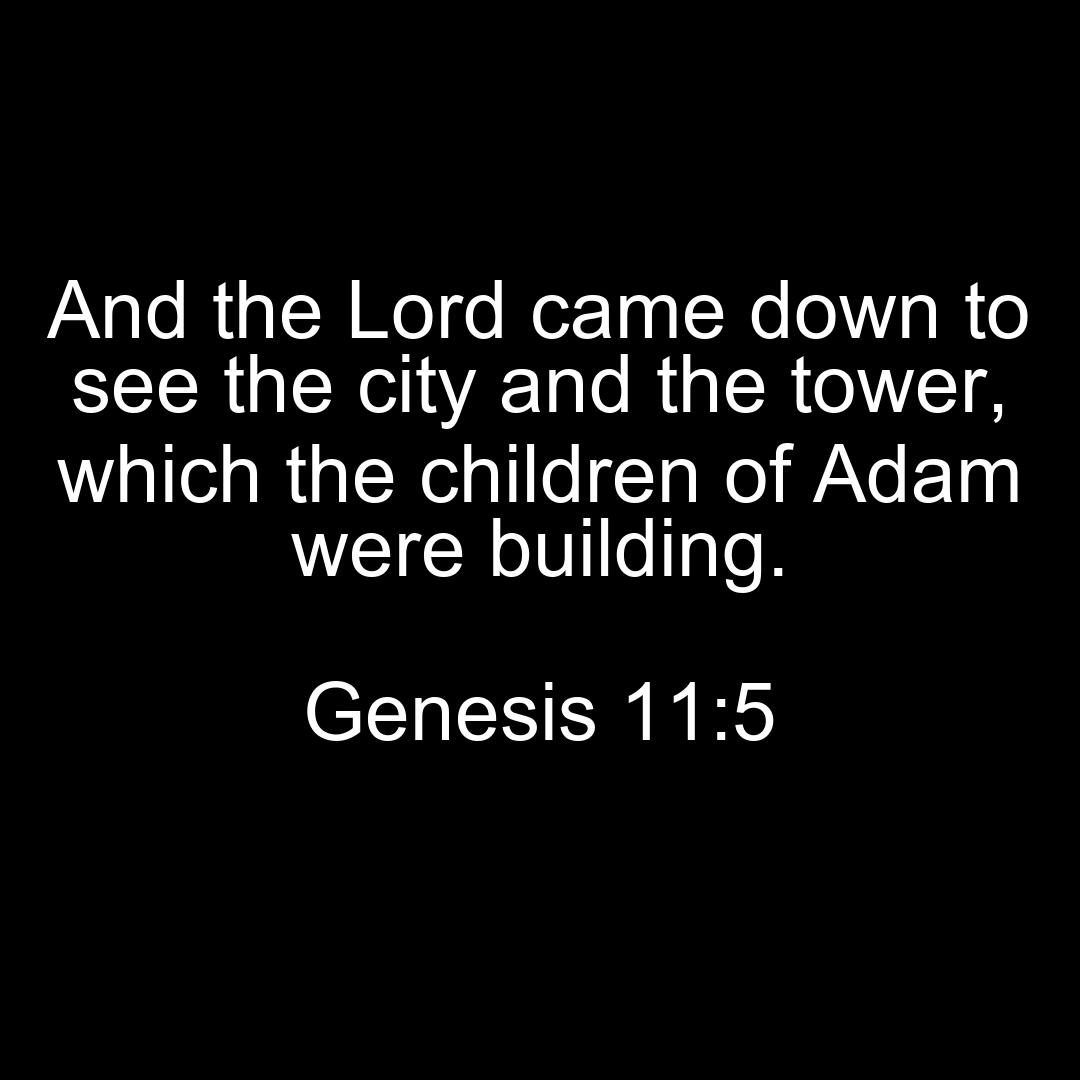 And the Lord came down to
see the city and the tower,
which the children of Adam
were building.
Genesis 11:5